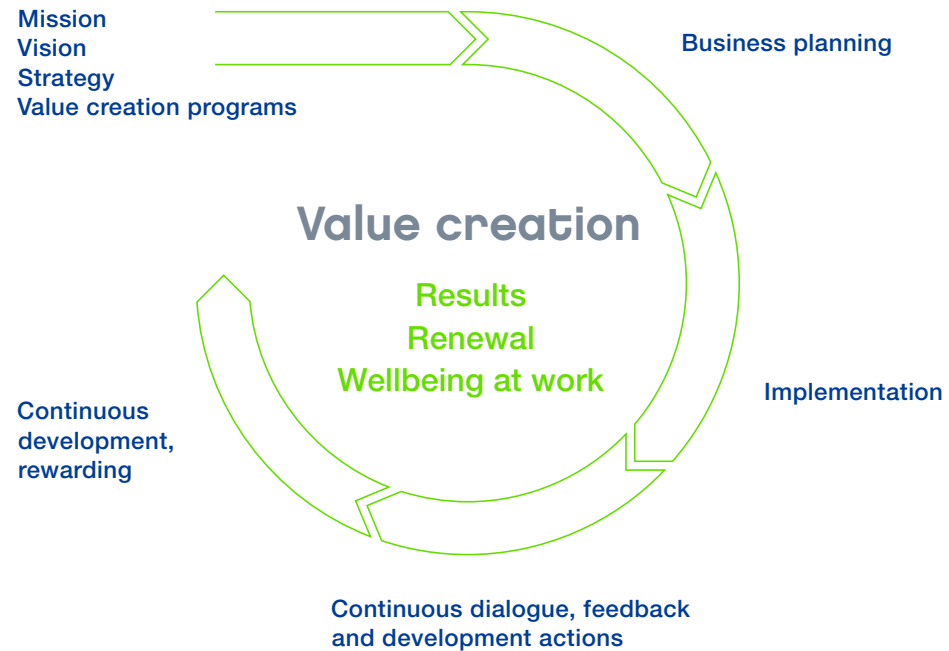 Mission
Vision
Strategy
Value creation programs
Business planning
Value creation
Results
Renewal
Wellbeing at work
Implementation
Continuous
development,
rewarding
Continuous dialogue, feedback
and development actions